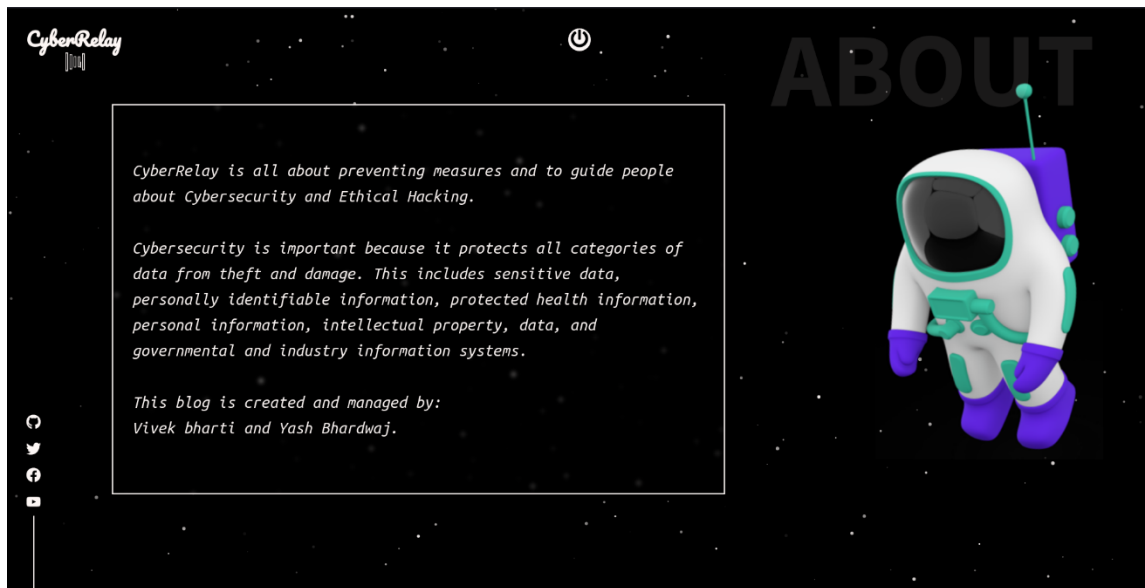 CyberRelay
ABOUT
CyberRelay is all about preventing measures and to guide people
about Cybersecurity and Ethical Hacking.
Cybersecurity is important because it protects all categories of
data from theft and damage. This includes sensitive data,
personally identifiable information, protected health information,
personal information, intellectual property, data, and
governmental and industry information systems.
This blog is created and managed by:
Vivek bharti and Yash Bhardwaj.